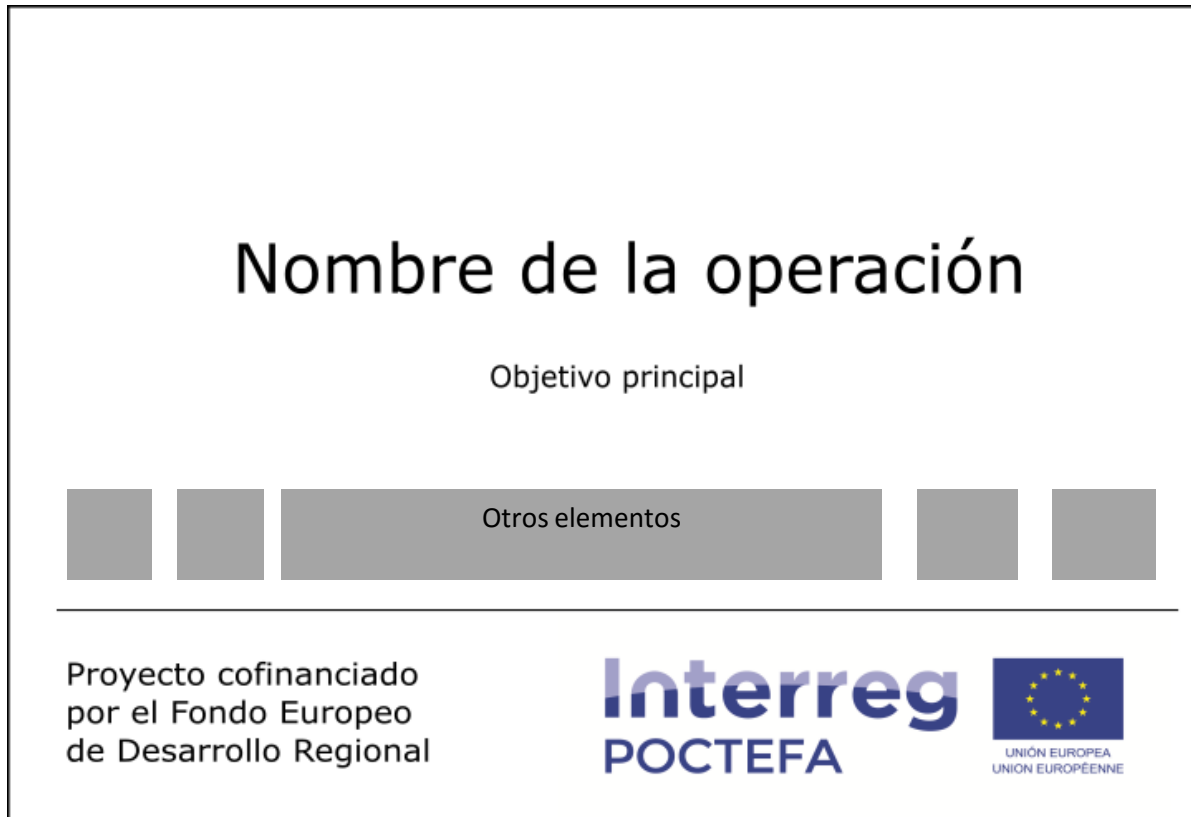 Nombre de la operación
Objetivo principal
Otros elementos
Proyecto cofinanciado
por el Fondo Europeo
de Desarrollo Regional
Interreg
POCTEFA
UNIÓN EUROPEA
UNION EUROPÉENNE